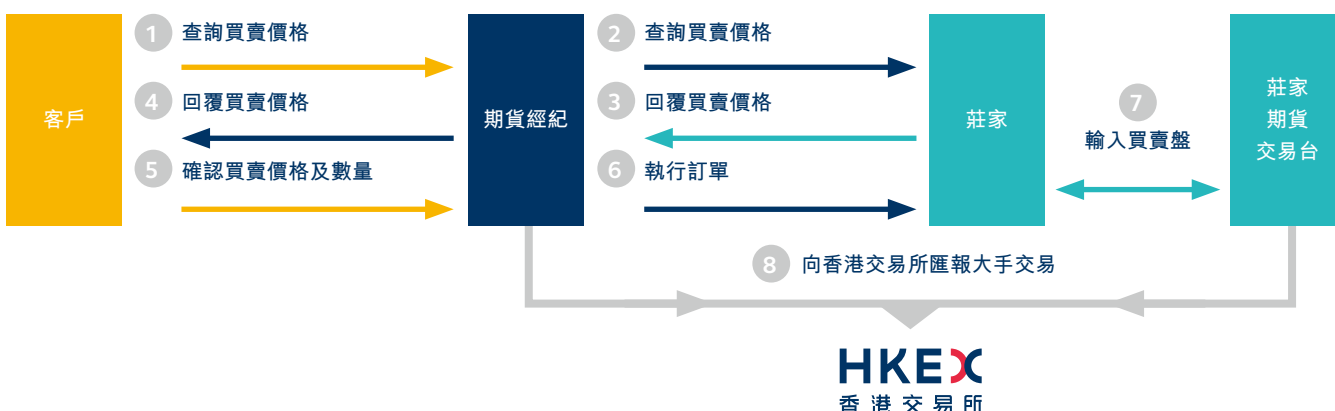 1 查詢買賣價格
2 查詢買賣價格
4 回覆買賣價格
3 回覆買賣價格
客戶
期貨經紀
莊家
7
輸入買賣盤
莊家
期貨
交易台
5 確認買賣價格及數量
6 執行訂單
8 向香港交易所匯報大手交易
HKEX
香港交易所